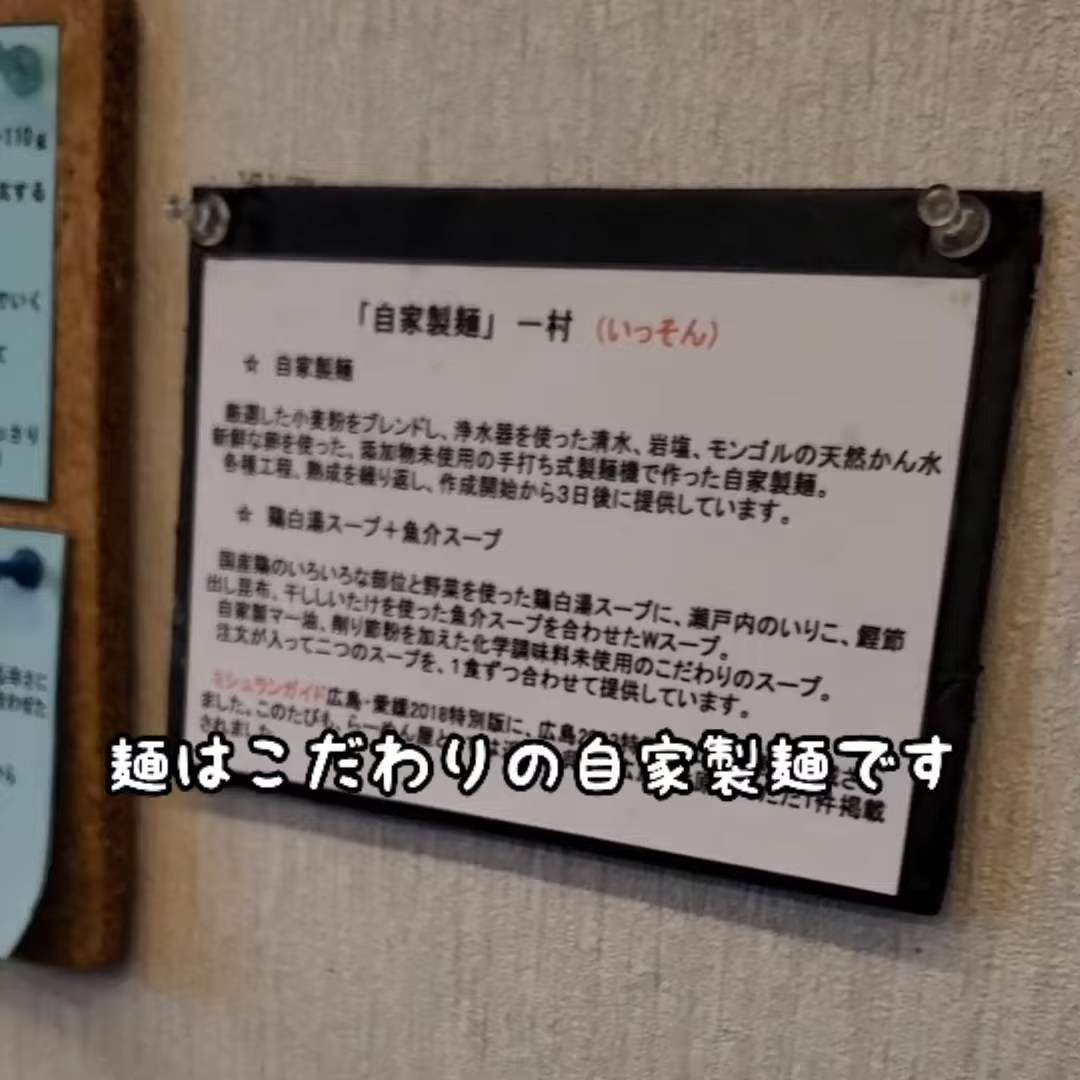 「自家製麺」 一村 (いっそん)
☆ 自家製麺
厳選した小麦粉をブレンドし、浄水器を使った清水、岩塩、モンゴルの天然かん水
新鮮な卵を使った、添加物未使用の手打ち式製麺機で作った自家製麺。
各種工程、熟成を繰り返し、作成開始から3日後に提供しています。
☆ 鶏白湯スープ+魚介スープ
国産鶏のいろいろな部位と野菜を使った鶏白湯スープに、瀬戸内のいりこ、鰹節
出し昆布、干ししいたけを使った魚介スープを合わせたWスープ。
自家製マー油、削り節粉を加えた化学調味料未使用のこだわりのスープ。
注文が入って二つのスープを、1食ずつ合わせて提供しています。
ミシュランガイド広島・愛媛2018特別版に、広島
ました。このたびも、らーめん屋と
されました
1件掲載
麺はこだわりの自家製麺です
110g
する
いく
さり